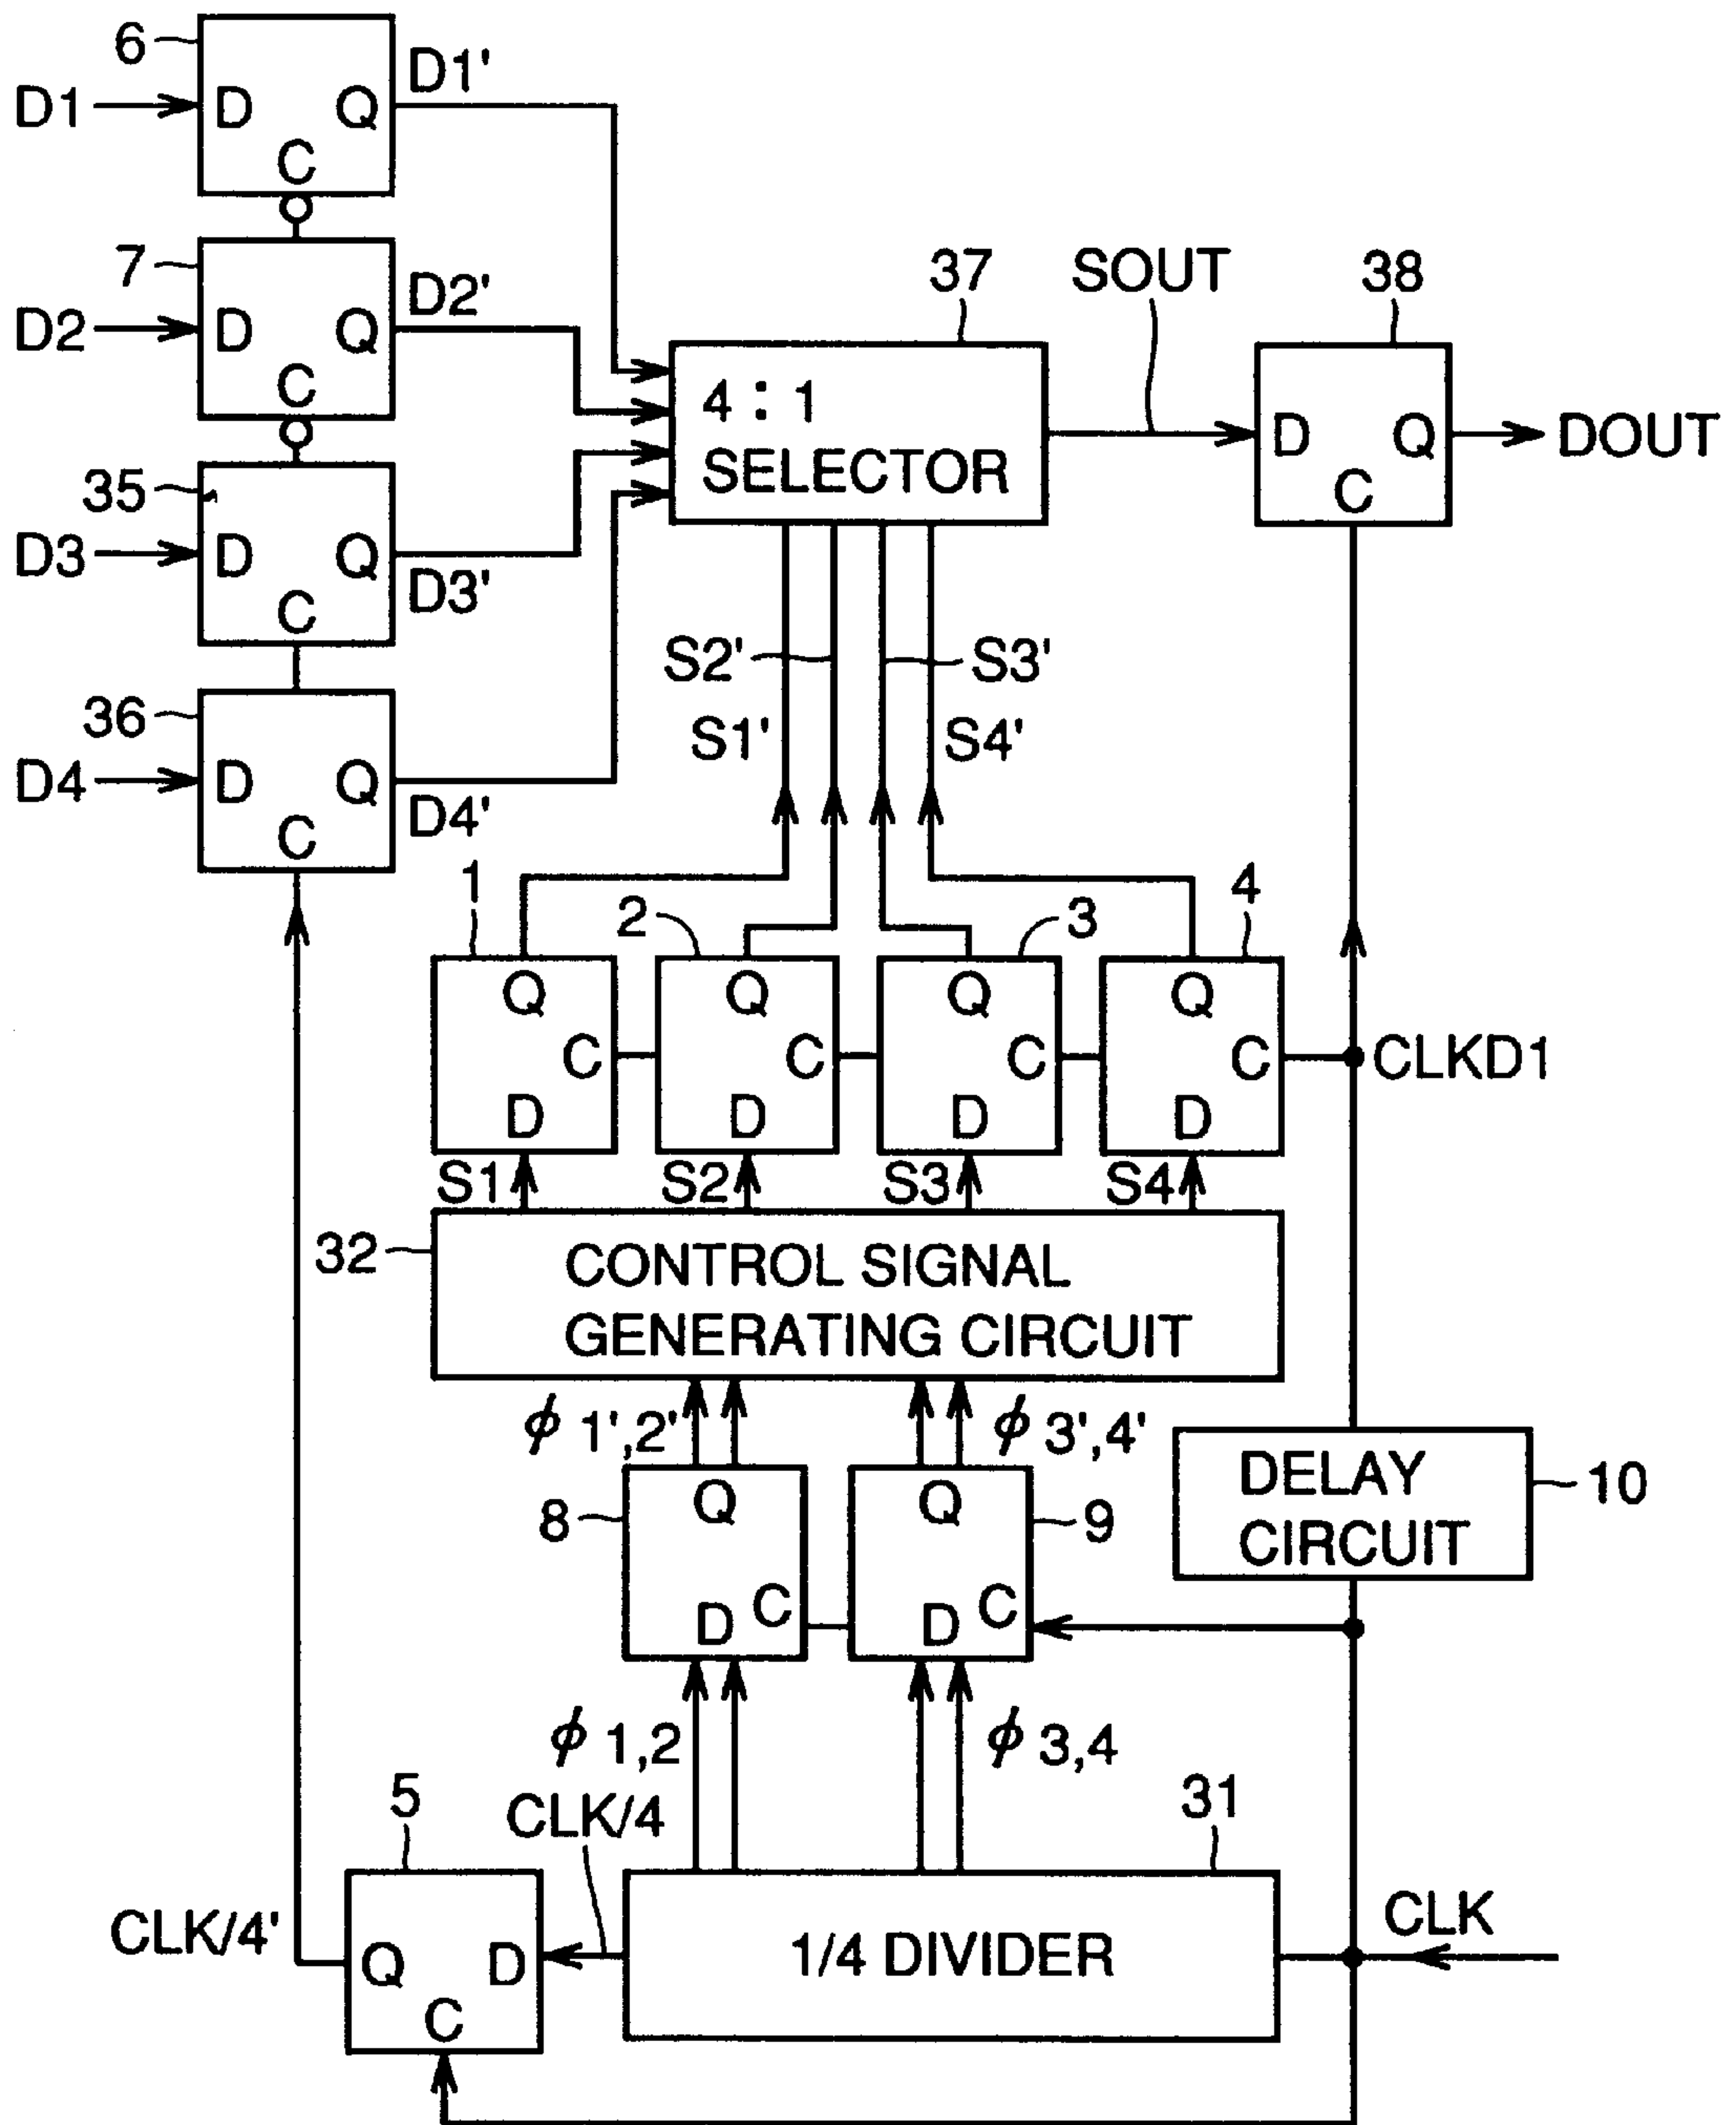 6
D1
D
Q
C
D1'
7
D2
D
Q
C
D2'
35
D3
D
Q
C
D3'
36
D4
D
Q
C
D4'
37
4 : 1
SELECTOR
SOUT
38
D
Q
C
DOUT
S2'
S3'
S1'
S4'
1
Q
C
D
2
Q
C
D
3
Q
C
D
4
Q
C
D
CLKD1
S1
S2
S3
S4
32
CONTROL SIGNAL
GENERATING CIRCUIT
ϕ 1',2'
ϕ 3',4'
8
Q
C
D
9
Q
C
D
DELAY
CIRCUIT
10
ϕ 1,2
ϕ 3,4
5
CLK/4
31
CLK/4'
Q
D
C
1/4 DIVIDER
CLK